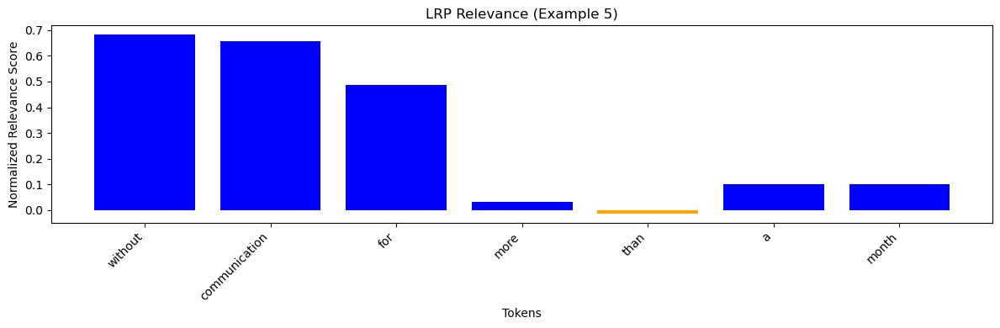 LRP Relevance (Example 5)
Normalized Relevance Score
0.7
0.6
0.5
0.4
0.3
0.2
0.1
0.0
without
communication
for
more
than
a
month
Tokens